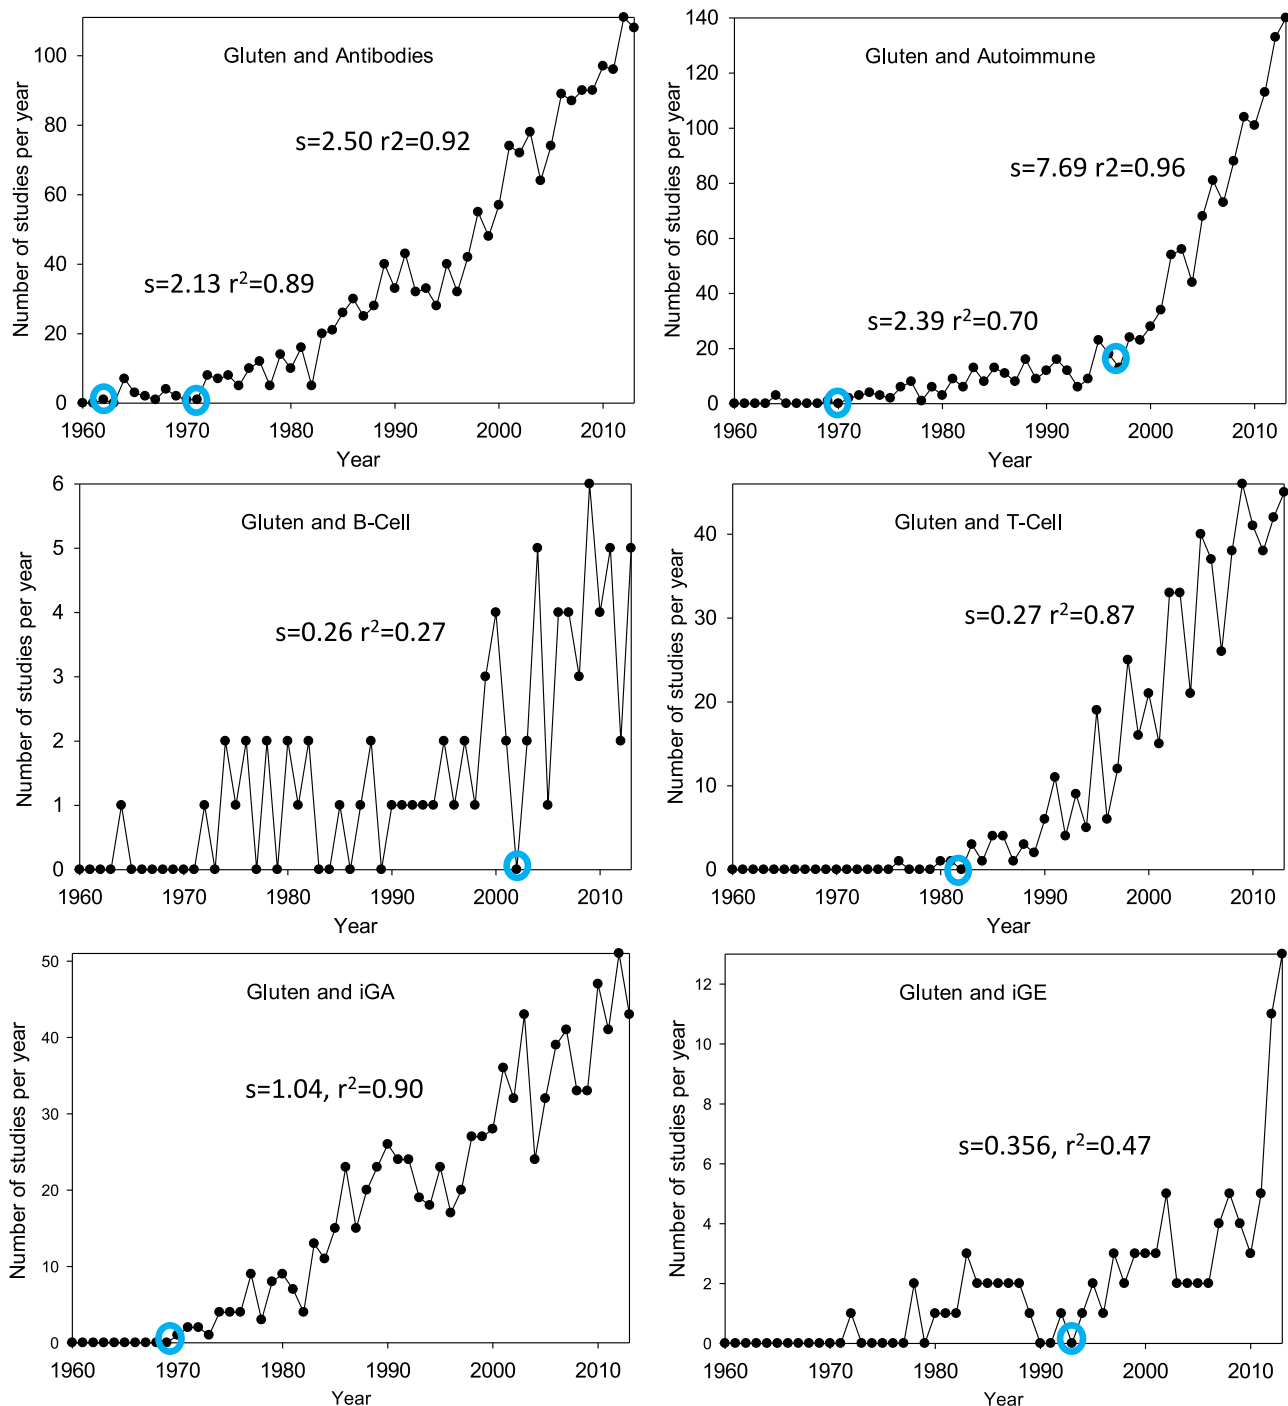 Gluten and Antibodies
s=2.50 r2=0.92
s=2.13 r²=0.89
Number of studies per year
100
80
60
40
20
0
1960 1970 1980 1990 2000 2010
Year
Gluten and Autoimmune
s=7.69 r2=0.96
s=2.39 r²=0.70
Number of studies per year
140
120
100
80
60
40
20
0
1960 1970 1980 1990 2000 2010
Year
Gluten and B-Cell
s=0.26 r²=0.27
Number of studies per year
6
5
4
3
2
1
0
1960 1970 1980 1990 2000 2010
Year
Gluten and T-Cell
s=0.27 r²=0.87
Number of studies per year
40
30
20
10
0
1960 1970 1980 1990 2000 2010
Year
Gluten and iGA
s=1.04, r²=0.90
Number of studies per year
50
40
30
20
10
0
1960 1970 1980 1990 2000 2010
Year
Gluten and iGE
s=0.356, r²=0.47
Number of studies per year
12
10
8
6
4
2
0
1960 1970 1980 1990 2000 2010
Year